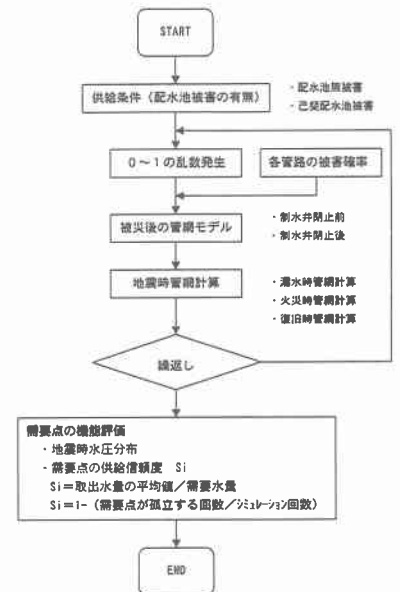 START
供給条件（配水池被害の有無）
・配水池無被害
・己斐配水池被害
0～1の乱数発生
各管路の被害確率
被災後の管網モデル
・制水弁閉止前
・制水弁閉止後
地震時管網計算
・漏水時管網計算
・火災時管網計算
・復旧時管網計算
繰返し
需要点の機能評価
・地震時水圧分布
・需要点の供給信頼度 Si
Si＝取出水量の平均値／需要水量
Si＝1-（需要点が孤立する回数／ｼﾐｭﾚｰｼｮﾝ回数）
END